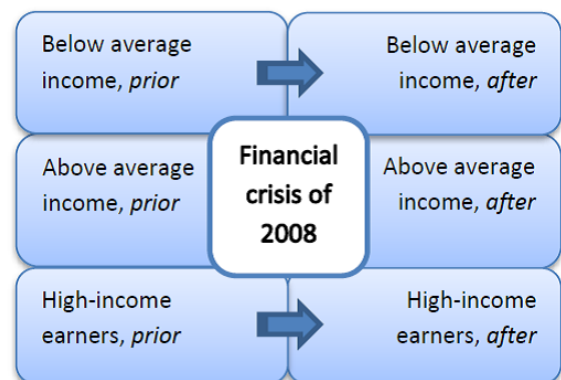 Below average
income, prior
Below average
income, after
Financial
crisis of
2008
Above average
income, prior
Above average
income, after
High-income
earners, prior
High-income
earners, after